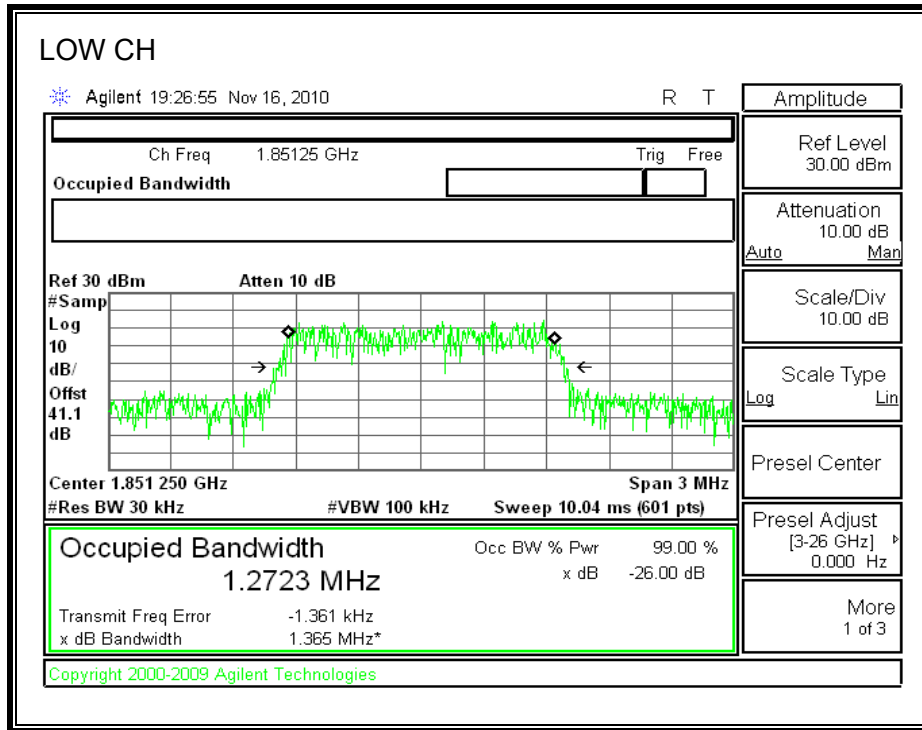 LOW CH
Agilent 19:26:55 Nov 16, 2010 R T
Ch Freq 1.85125 GHz Trig Free
Occupied Bandwidth
Ref 30 dBm Atten 10 dB
#Samp
Log
10
dB/
Offst
41.1
dB
Center 1.851 250 GHz Span 3 MHz
#Res BW 30 kHz #VBW 100 kHz Sweep 10.04 ms (601 pts)
Occupied Bandwidth Occ BW % Pwr 99.00 %
1.2723 MHz x dB -26.00 dB
Transmit Freq Error -1.361 kHz
x dB Bandwidth 1.365 MHz*
Copyright 2000-2009 Agilent Technologies
Amplitude
Ref Level
30.00 dBm
Attenuation
10.00 dB
Auto Man
Scale/Div
10.00 dB
Scale Type
Log Lin
Presel Center
Presel Adjust
[3-26 GHz]
0.000 Hz
More
1 of 3